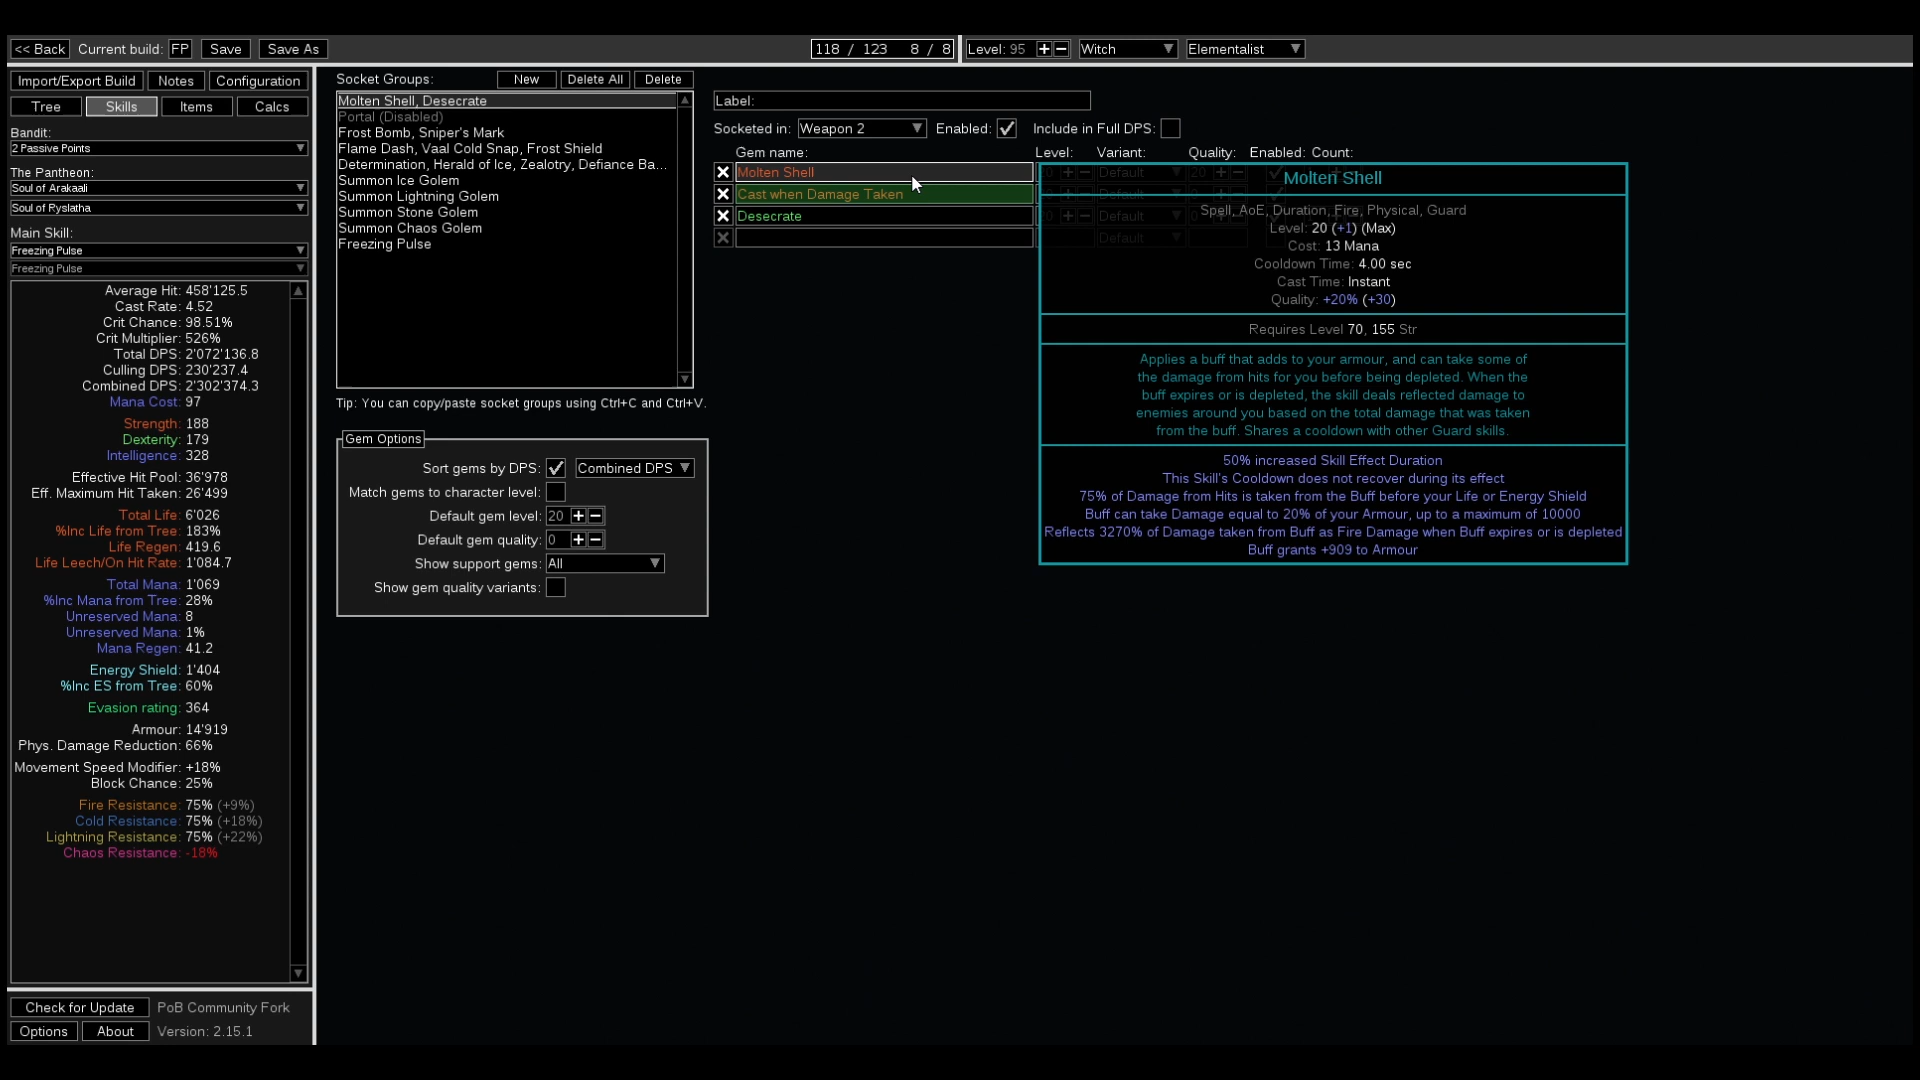 << Back Current build: FP Save Save As 118 / 123 8 / 8 Level: 95 + − Witch Elementalist
Import/Export Build Notes Configuration
Tree Skills Items Calcs
Bandit:
2 Passive Points
The Pantheon:
Soul of Arakaali
Soul of Ryslatha
Main Skill:
Freezing Pulse
Freezing Pulse
Average Hit: 458'125.5
Cast Rate: 4.52
Crit Chance: 98.51%
Crit Multiplier: 526%
Total DPS: 2'072'136.8
Culling DPS: 230'237.4
Combined DPS: 2'302'374.3
Mana Cost: 97
Strength: 188
Dexterity: 179
Intelligence: 328
Effective Hit Pool: 36'978
Eff. Maximum Hit Taken: 26'499
Total Life: 6'026
%Inc Life from Tree: 183%
Life Regen: 419.6
Life Leech/On Hit Rate: 1'084.7
Total Mana: 1'069
%Inc Mana from Tree: 28%
Unreserved Mana: 8
Unreserved Mana: 1%
Mana Regen: 41.2
Energy Shield: 1'404
%Inc ES from Tree: 60%
Evasion rating: 364
Armour: 14'919
Phys. Damage Reduction: 66%
Movement Speed Modifier: +18%
Block Chance: 25%
Fire Resistance: 75% (+9%)
Cold Resistance: 75% (+18%)
Lightning Resistance: 75% (+22%)
Chaos Resistance: -18%
Check for Update PoB Community Fork
Options About Version: 2.15.1
Socket Groups: New Delete All Delete
Molten Shell, Desecrate
Portal (Disabled)
Frost Bomb, Sniper's Mark
Flame Dash, Vaal Cold Snap, Frost Shield
Determination, Herald of Ice, Zealotry, Defiance Ba...
Summon Ice Golem
Summon Lightning Golem
Summon Stone Golem
Summon Chaos Golem
Freezing Pulse
Tip: You can copy/paste socket groups using Ctrl+C and Ctrl+V.
Gem Options
Sort gems by DPS: Combined DPS
Match gems to character level:
Default gem level: 20 + −
Default gem quality: 0 + −
Show support gems: All
Show gem quality variants:
Label:
Socketed in: Weapon 2 Enabled: Include in Full DPS:
Gem name: Level: Variant: Quality: Enabled: Count:
Molten Shell Default 20
Cast when Damage Taken Default
Desecrate Default
Default
Molten Shell
Spell, AoE, Duration, Fire, Physical, Guard
Level: 20 (+1) (Max)
Cost: 13 Mana
Cooldown Time: 4.00 sec
Cast Time: Instant
Quality: +20% (+30)
Requires Level 70, 155 Str
Applies a buff that adds to your armour, and can take some of
the damage from hits for you before being depleted. When the
buff expires or is depleted, the skill deals reflected damage to
enemies around you based on the total damage that was taken
from the buff. Shares a cooldown with other Guard skills.
50% increased Skill Effect Duration
This Skill's Cooldown does not recover during its effect
75% of Damage from Hits is taken from the Buff before your Life or Energy Shield
Buff can take Damage equal to 20% of your Armour, up to a maximum of 10000
Reflects 3270% of Damage taken from Buff as Fire Damage when Buff expires or is depleted
Buff grants +909 to Armour